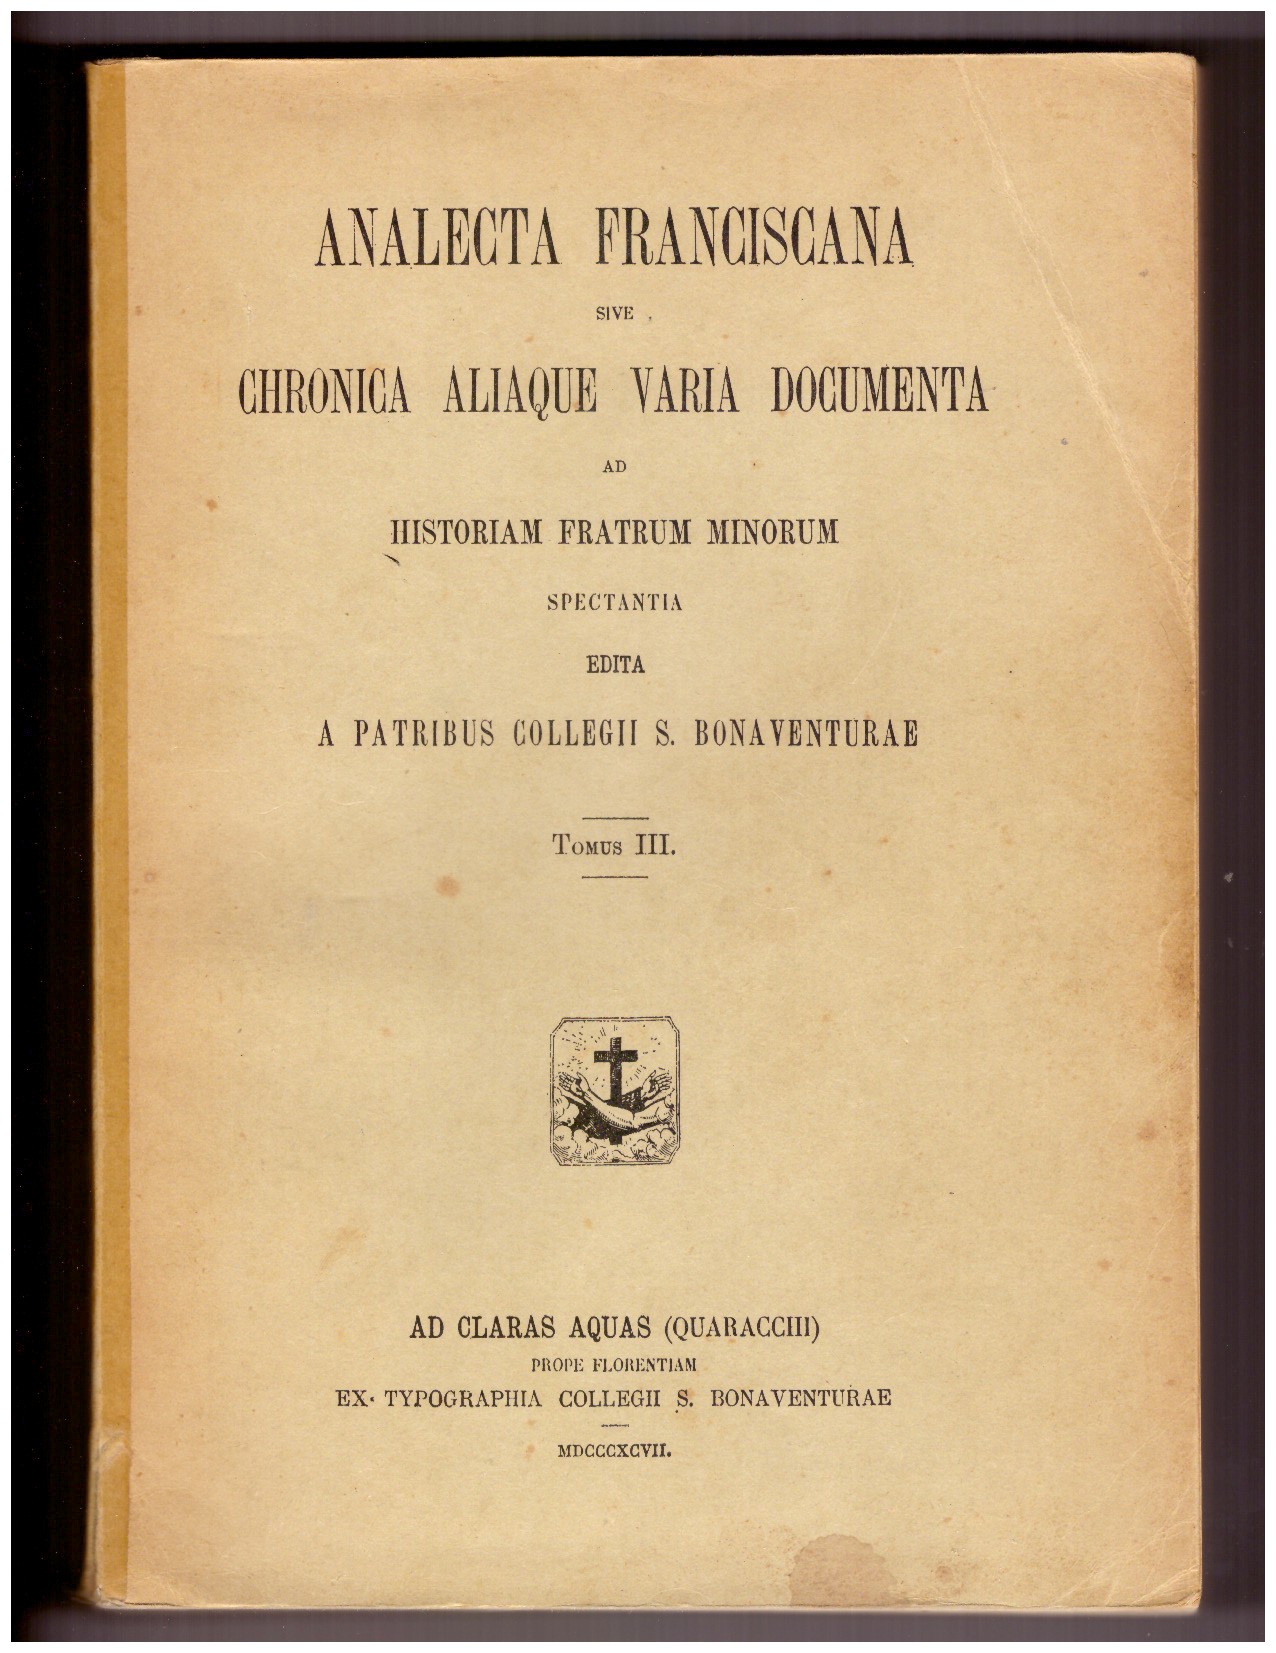 ANALECTA FRANCISCANA
SIVE
CHRONICA ALIAQUE VARIA DOCUMENTA
AD
HISTORIAM FRATRUM MINORUM
SPECTANTIA
EDITA
A PATRIBUS COLLEGII S. BONAVENTURAE
TOMUS III.
AD CLARAS AQUAS (QUARACCHI)
PROPE FLORENTIAM
EX TYPOGRAPHIA COLLEGII S. BONAVENTURAE
MDCCCXCVII.